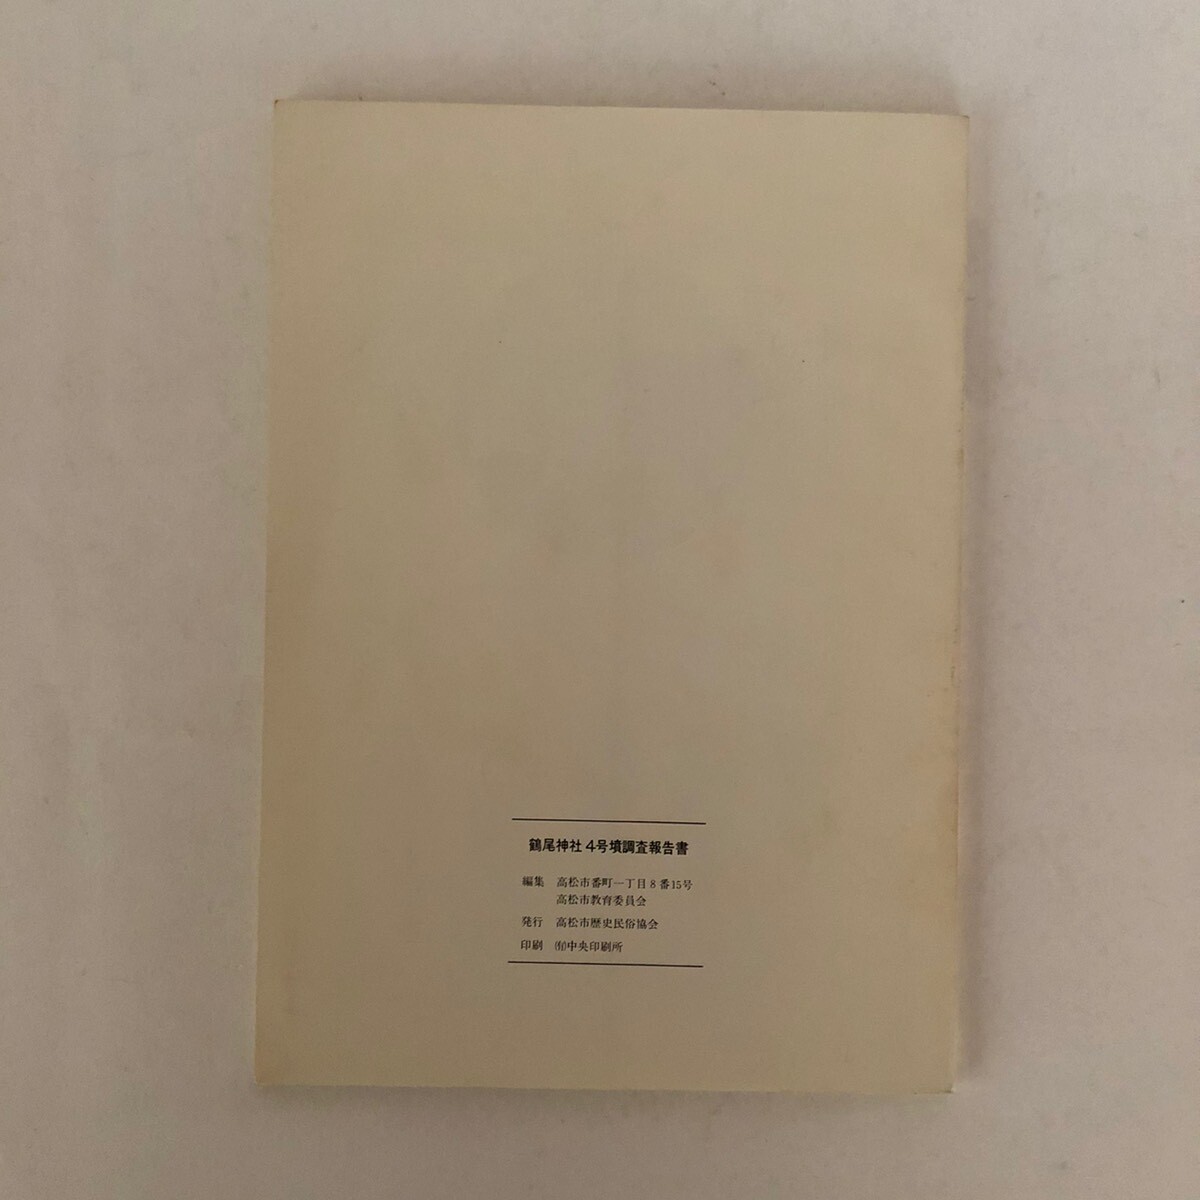 鶴尾神社4号墳調査報告書
編集 高松市番町一丁目8番15号
高松市教育委員会
発行 高松市歴史民俗協会
印刷 ㈲中央印刷所